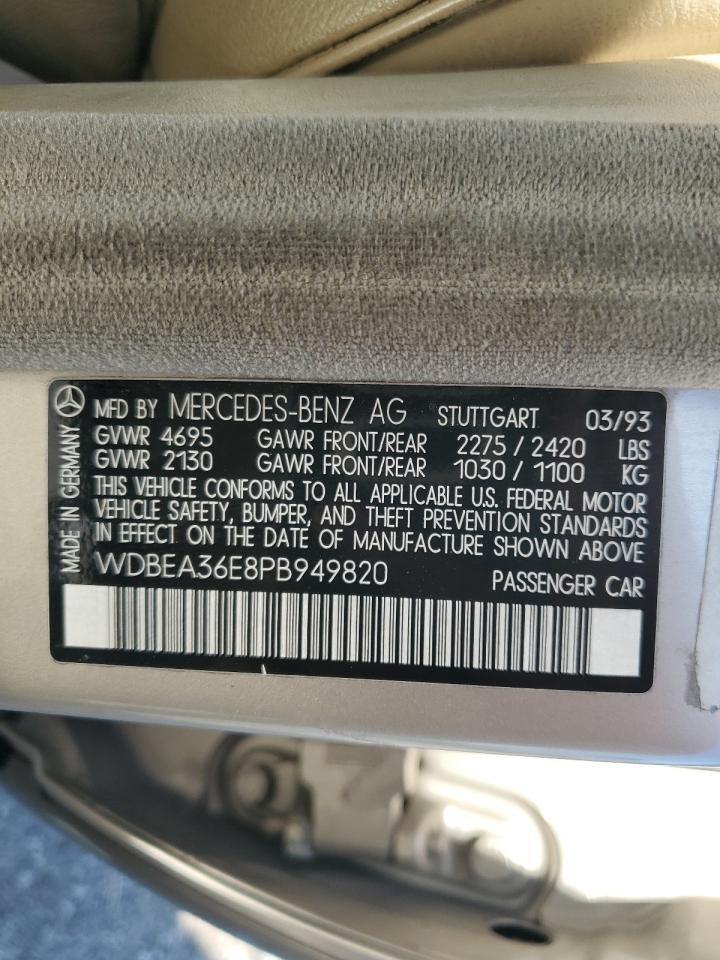 MADE IN GERMANY
MFD BY MERCEDES-BENZ AG STUTTGART 03/93
GVWR 4695 GAWR FRONT/REAR 2275 / 2420 LBS
GVWR 2130 GAWR FRONT/REAR 1030 / 1100 KG
THIS VEHICLE CONFORMS TO ALL APPLICABLE U.S. FEDERAL MOTOR
VEHICLE SAFETY, BUMPER, AND THEFT PREVENTION STANDARDS
IN EFFECT ON THE DATE OF MANUFACTURE SHOWN ABOVE
WDBEA36E8PB949820 PASSENGER CAR